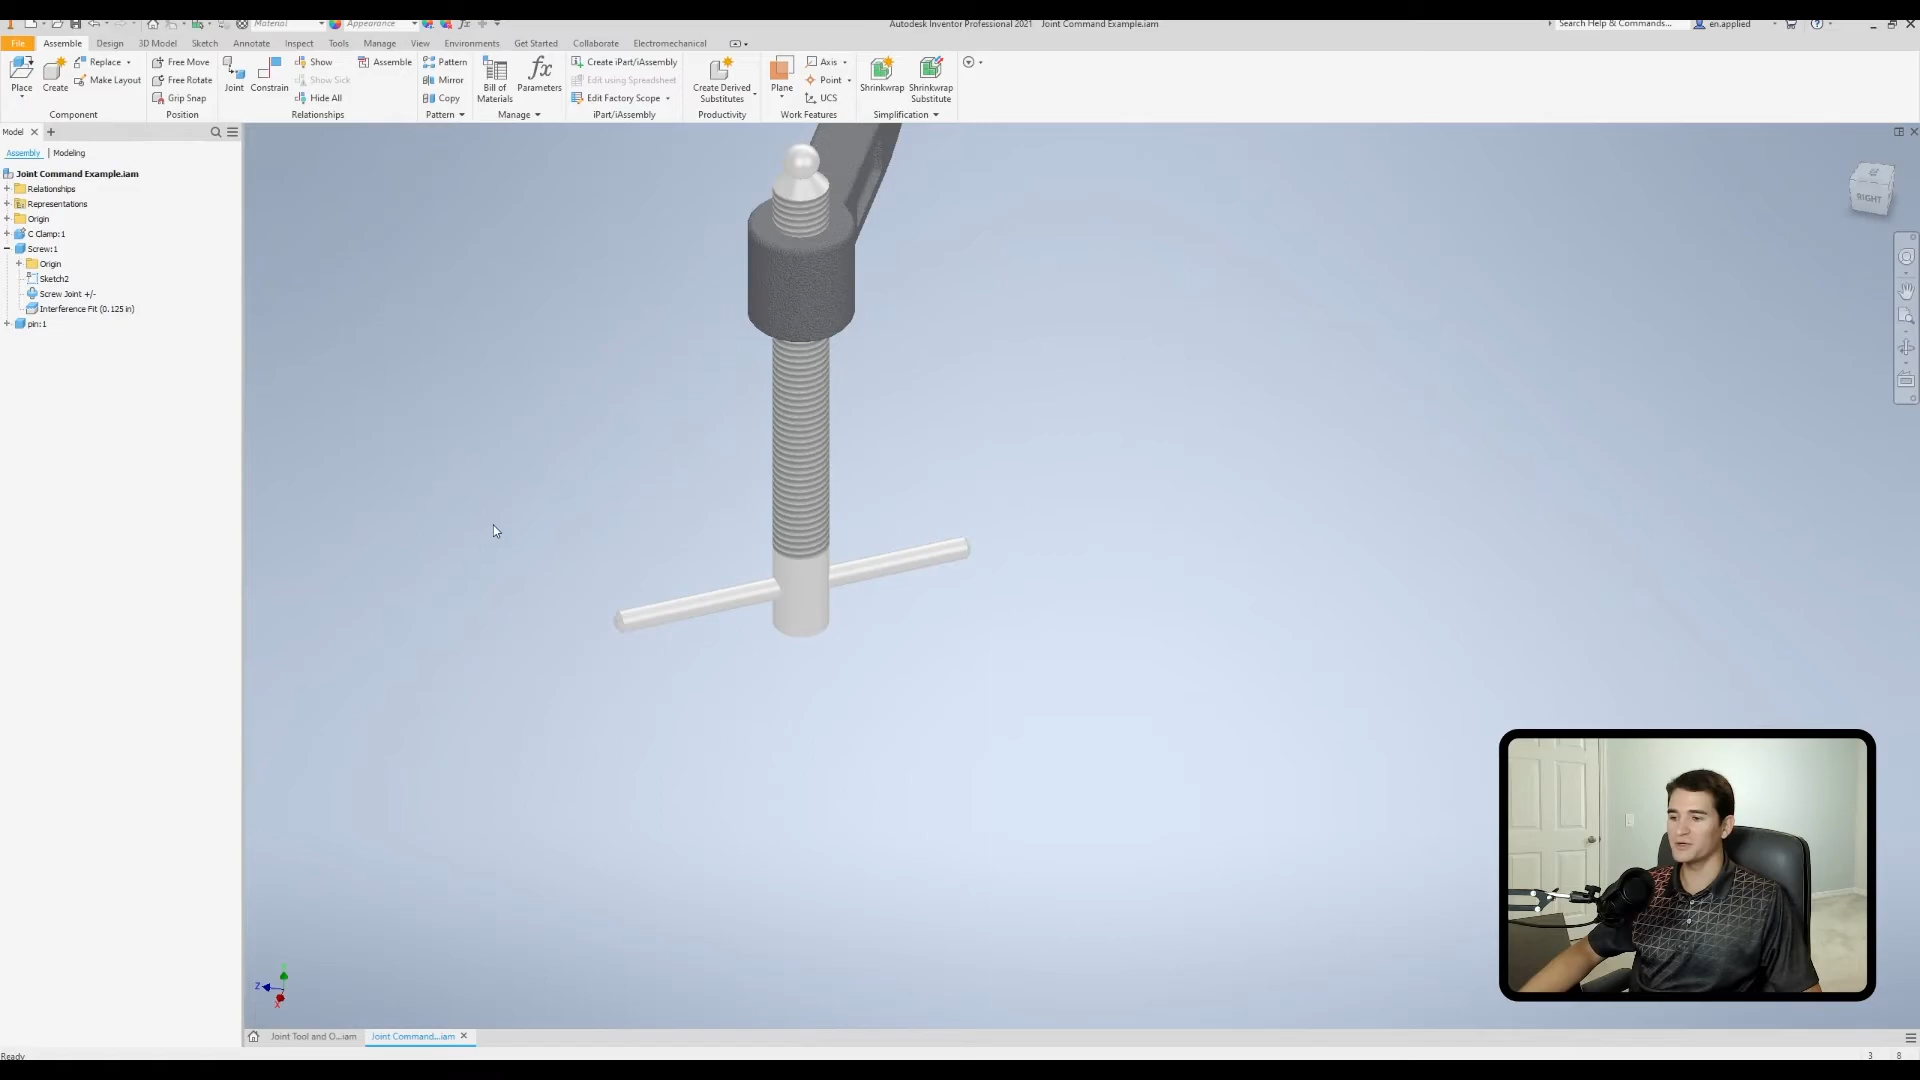 Material
Appearance
Autodesk Inventor Professional 2021 Joint Command Example.iam
Search Help & Commands...
en.applied
File Assemble Design 3D Model Sketch Annotate Inspect Tools Manage View Environments Get Started Collaborate Electromechanical
Place
Create
Replace
Make Layout
Component
Free Move
Free Rotate
Grip Snap
Position
Joint
Constrain
Show
Show Sick
Hide All
Relationships
Assemble
Pattern
Mirror
Copy
Pattern
Bill of
Materials
Parameters
Manage
Create iPart/iAssembly
Edit using Spreadsheet
Edit Factory Scope
iPart/iAssembly
Create Derived
Substitutes
Productivity
Plane
Axis
Point
UCS
Work Features
Shrinkwrap
Shrinkwrap
Substitute
Simplification
Model
Assembly Modeling
Joint Command Example.iam
Relationships
Representations
Origin
C Clamp:1
Screw:1
Origin
Sketch2
Screw Joint +/-
Interference Fit (0.125 in)
pin:1
RIGHT
Z
X
Joint Tool and O...iam
Joint Command...iam
Ready
3 8